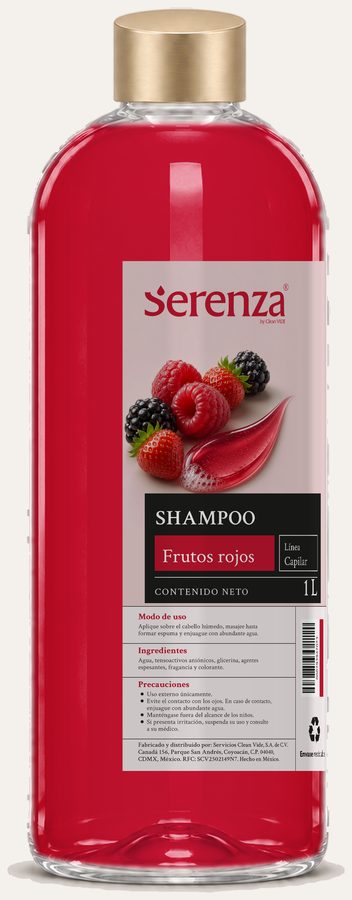 Serenza®
by Clean Vide
SHAMPOO
Frutos rojos
Línea
Capilar
CONTENIDO NETO
1L
Modo de uso
Aplique sobre el cabello húmedo, masajee hasta
formar espuma y enjuague con abundante agua.
Ingredientes
Agua, tensoactivos aniónicos, glicerina, agentes
espesantes, fragancia y colorante.
Precauciones
• Uso externo únicamente.
• Evite el contacto con los ojos. En caso de contacto,
enjuague con abundante agua.
• Manténgase fuera del alcance de los niños.
• Si presenta irritación, suspenda su uso y consulte
a su médico.
Fabricado y distribuido por: Servicios Clean Vide, S.A. de C.V.
Canadá 156, Parque San Andrés, Coyoacán, C.P. 04040,
CDMX, México. RFC: SCV2502149N7. Hecho en México.
Envase